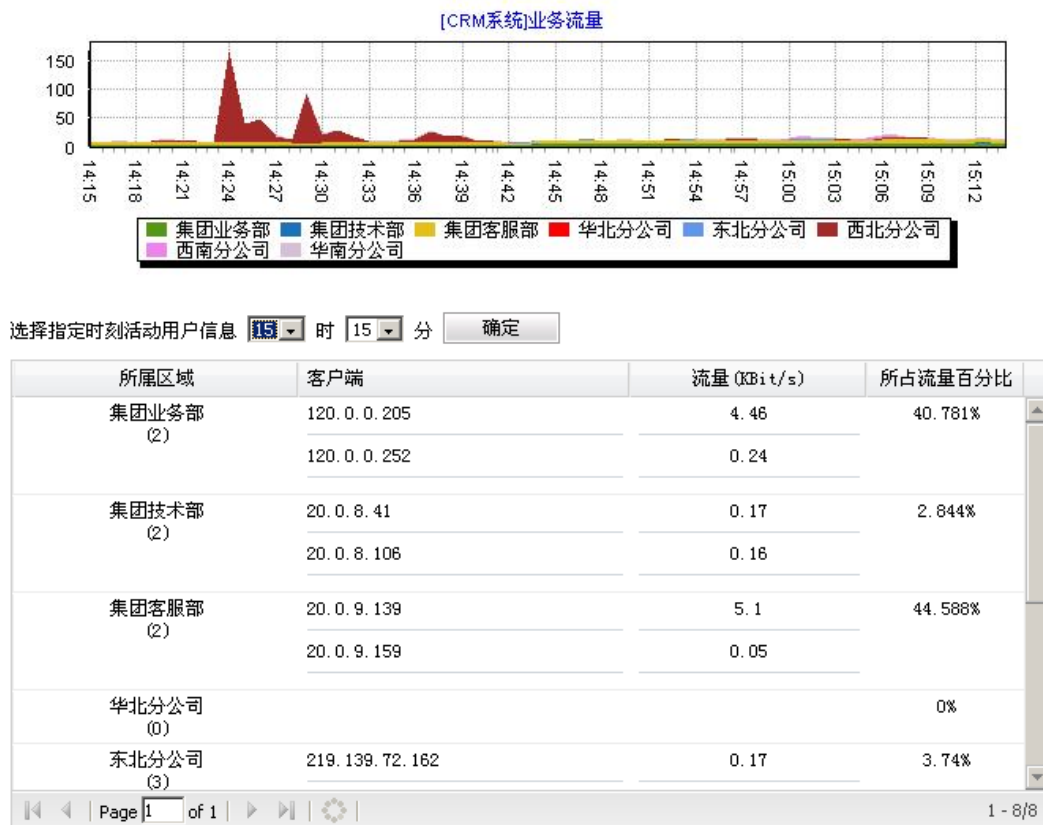 [CRM系统]业务流量
150
100
50
0
14:15 14:18 14:21 14:24 14:27 14:30 14:33 14:36 14:39 14:42 14:45 14:48 14:51 14:54 14:57 15:00 15:03 15:06 15:09 15:12
集团业务部 集团技术部 集团客服部 华北分公司 东北分公司 西北分公司
西南分公司 华南分公司
选择指定时刻活动用户信息 15 时 15 分 确定
所属区域 客户端 流量(KBit/s) 所占流量百分比
集团业务部 120.0.0.205 4.46 40.781%
(2)
120.0.0.252 0.24
集团技术部 20.0.8.41 0.17 2.844%
(2)
20.0.8.106 0.16
集团客服部 20.0.9.139 5.1 44.588%
(2)
20.0.9.159 0.05
华北分公司 0%
(0)
东北分公司 219.139.72.162 0.17 3.74%
(3)
Page 1 of 1 1 - 8/8